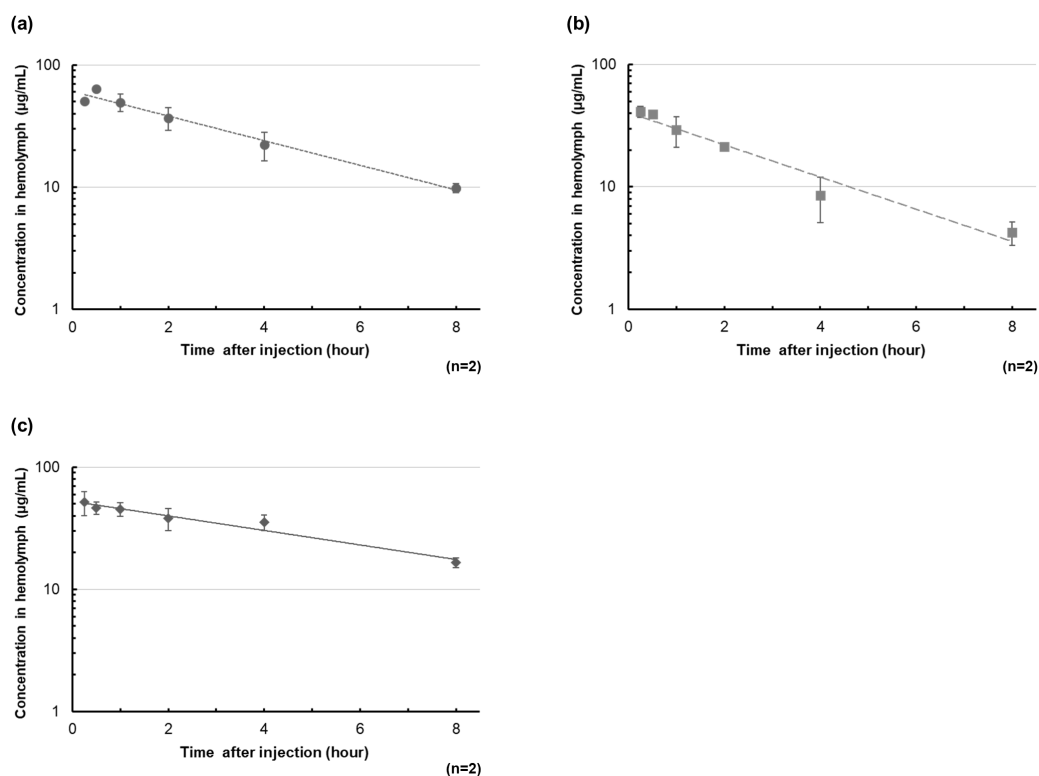 (a)
Concentration in hemolymph (μg/mL)
100
10
1
0 2 4 6 8
Time after injection (hour)
(n=2)
(b)
Concentration in hemolymph (μg/mL)
100
10
1
0 2 4 6 8
Time after injection (hour)
(n=2)
(c)
Concentration in hemolymph (μg/mL)
100
10
1
0 2 4 6 8
Time after injection (hour)
(n=2)